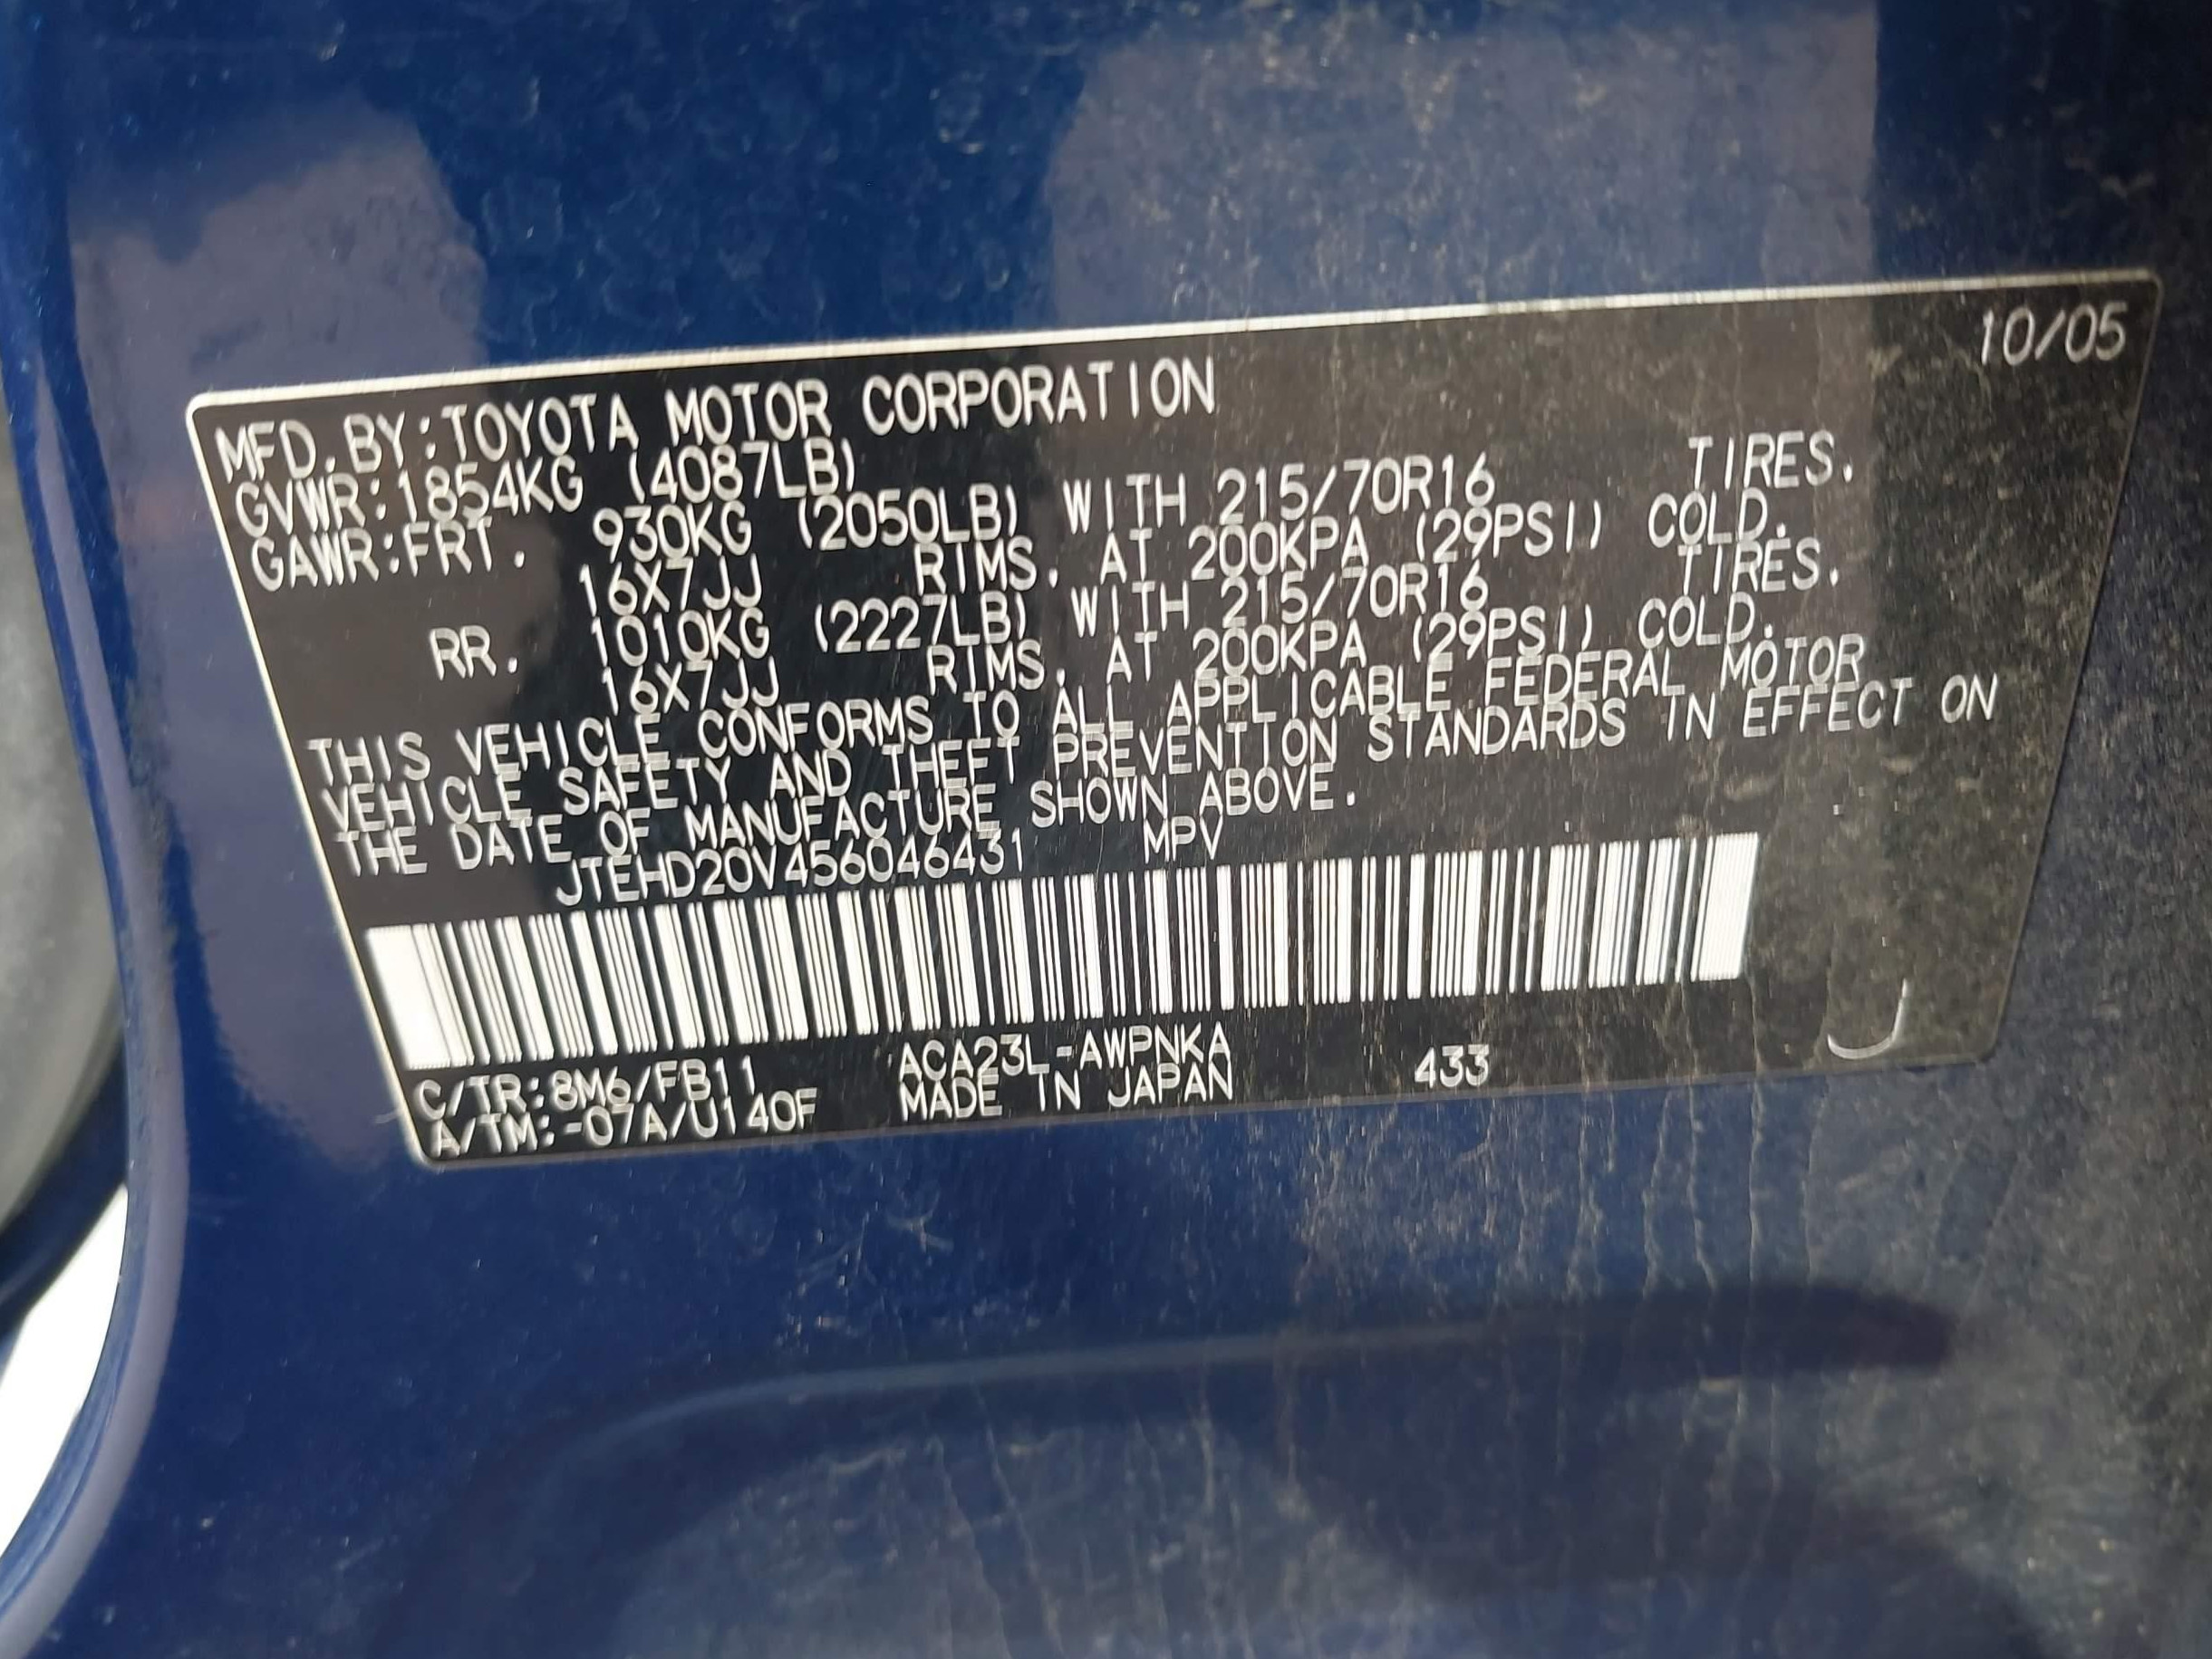 10/05
MFD.BY:TOYOTA MOTOR CORPORATION
GVWR:1854KG (4087LB)
GAWR:FRT. 930KG (2050LB) WITH 215/70R16 TIRES.
16X7JJ RIMS. AT 200KPA (29PSI) COLD.
RR. 1010KG (2227LB) WITH 215/70R16 TIRES.
16X7JJ RIMS. AT 200KPA (29PSI) COLD.
THIS VEHICLE CONFORMS TO ALL APPLICABLE FEDERAL MOTOR
VEHICLE SAFETY AND THEFT PREVENTION STANDARDS IN EFFECT ON
THE DATE OF MANUFACTURE SHOWN ABOVE.
JTEHD20V456046431 MPV
C/TR:8M6/FB11 ACA23L-AWPNKA 433
A/TM:-07A/U140F MADE IN JAPAN
J